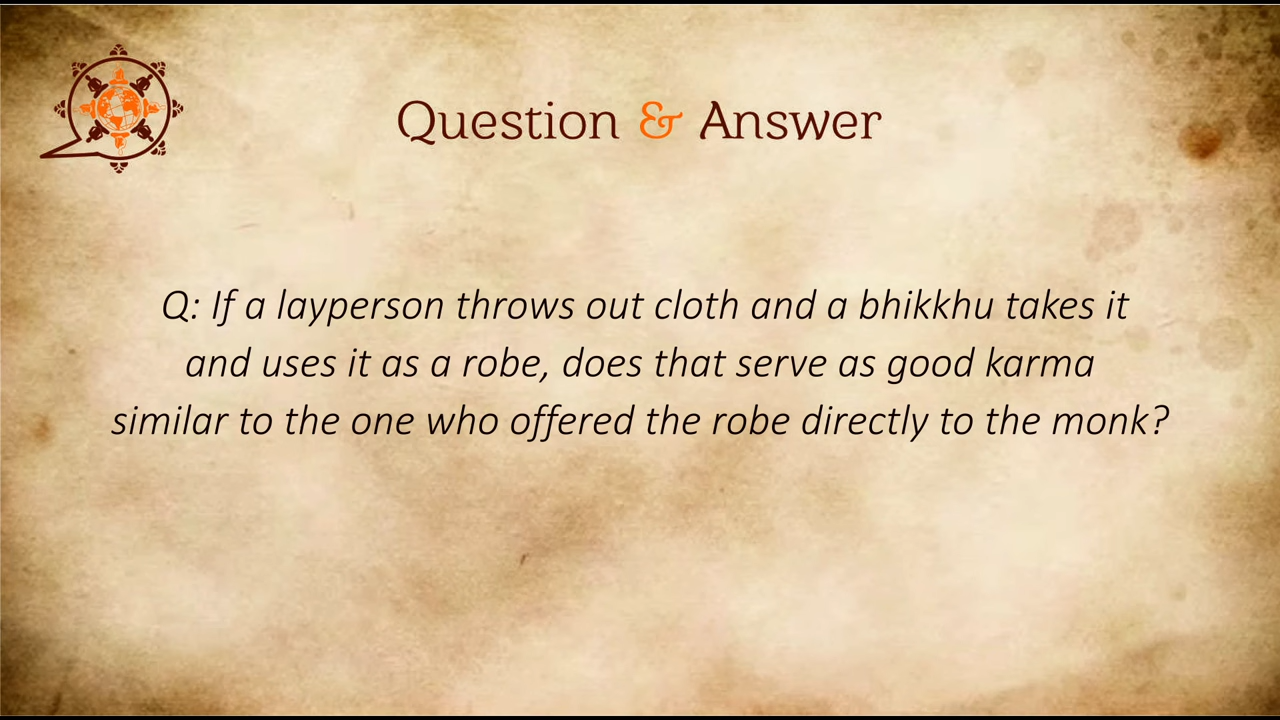 Question & Answer
Q: If a layperson throws out cloth and a bhikkhu takes it
and uses it as a robe, does that serve as good karma
similar to the one who offered the robe directly to the monk?